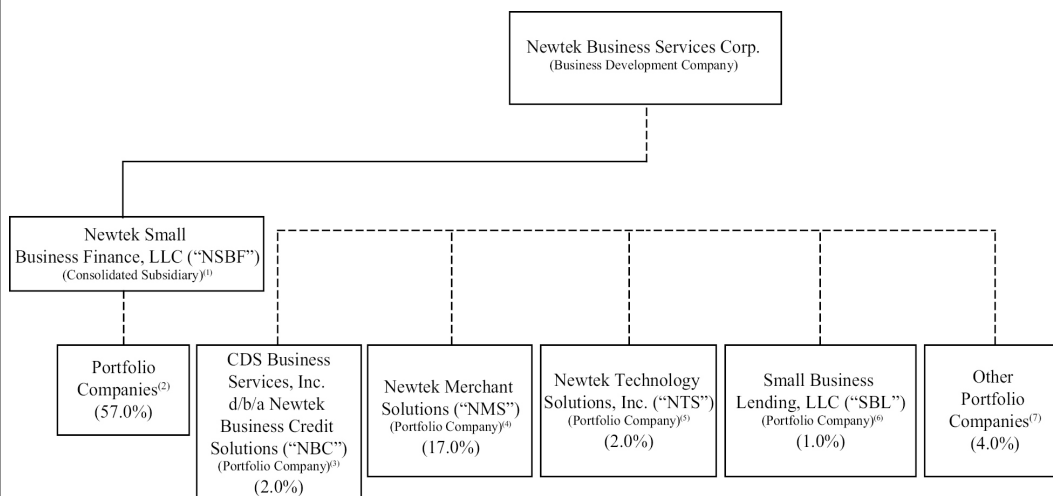 Newtek Business Services Corp.
(Business Development Company)
Newtek Small
Business Finance, LLC (“NSBF”)
(Consolidated Subsidiary)(1)
Portfolio
Companies(2)
(57.0%)
CDS Business
Services, Inc.
d/b/a Newtek
Business Credit
Solutions (“NBC”)
(Portfolio Company)(3)
(2.0%)
Newtek Merchant
Solutions (“NMS”)
(Portfolio Company)(4)
(17.0%)
Newtek Technology
Solutions, Inc. (“NTS”)
(Portfolio Company)(5)
(2.0%)
Small Business
Lending, LLC (“SBL”)
(Portfolio Company)(6)
(1.0%)
Other
Portfolio
Companies(7)
(4.0%)